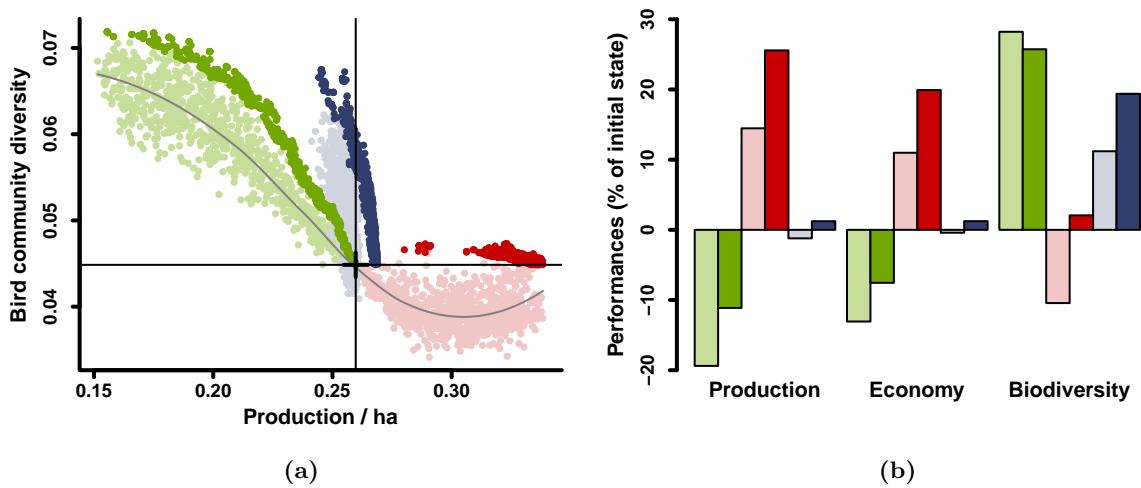 Bird community diversity
0.07
0.06
0.05
0.04
0.15
0.20
0.25
0.30
Production / ha
(a)
Performances (% of initial state)
30
20
10
0
−10
−20
Production
Economy
Biodiversity
(b)